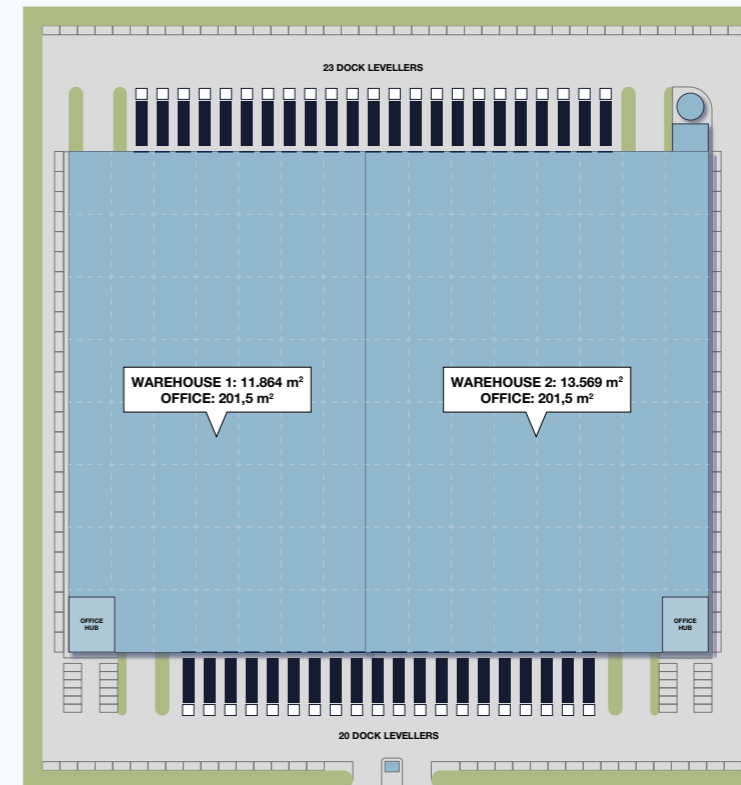 23 DOCK LEVELLERS
WAREHOUSE 1: 11.864 m²
OFFICE: 201,5 m²
WAREHOUSE 2: 13.569 m²
OFFICE: 201,5 m²
OFFICE
HUB
OFFICE
HUB
20 DOCK LEVELLERS